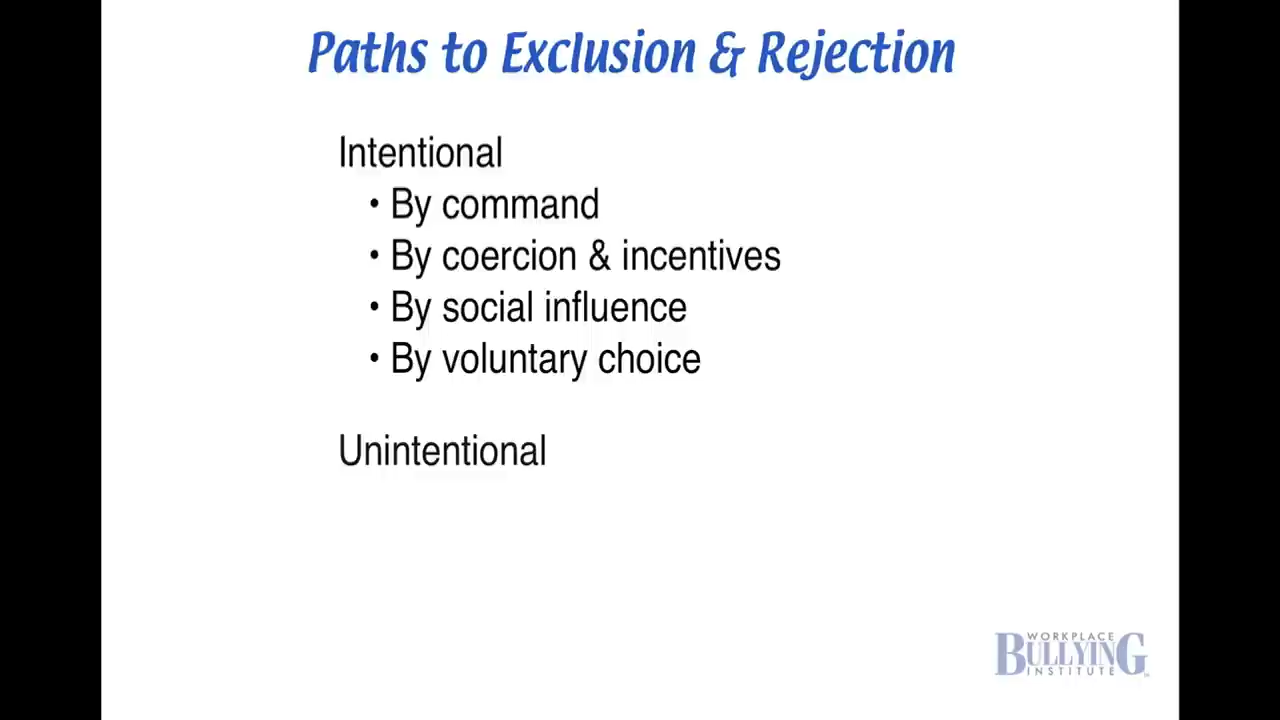 Paths to Exclusion & Rejection
Intentional
• By command
• By coercion & incentives
• By social influence
• By voluntary choice
Unintentional
WORKPLACE
BULLYING
INSTITUTE